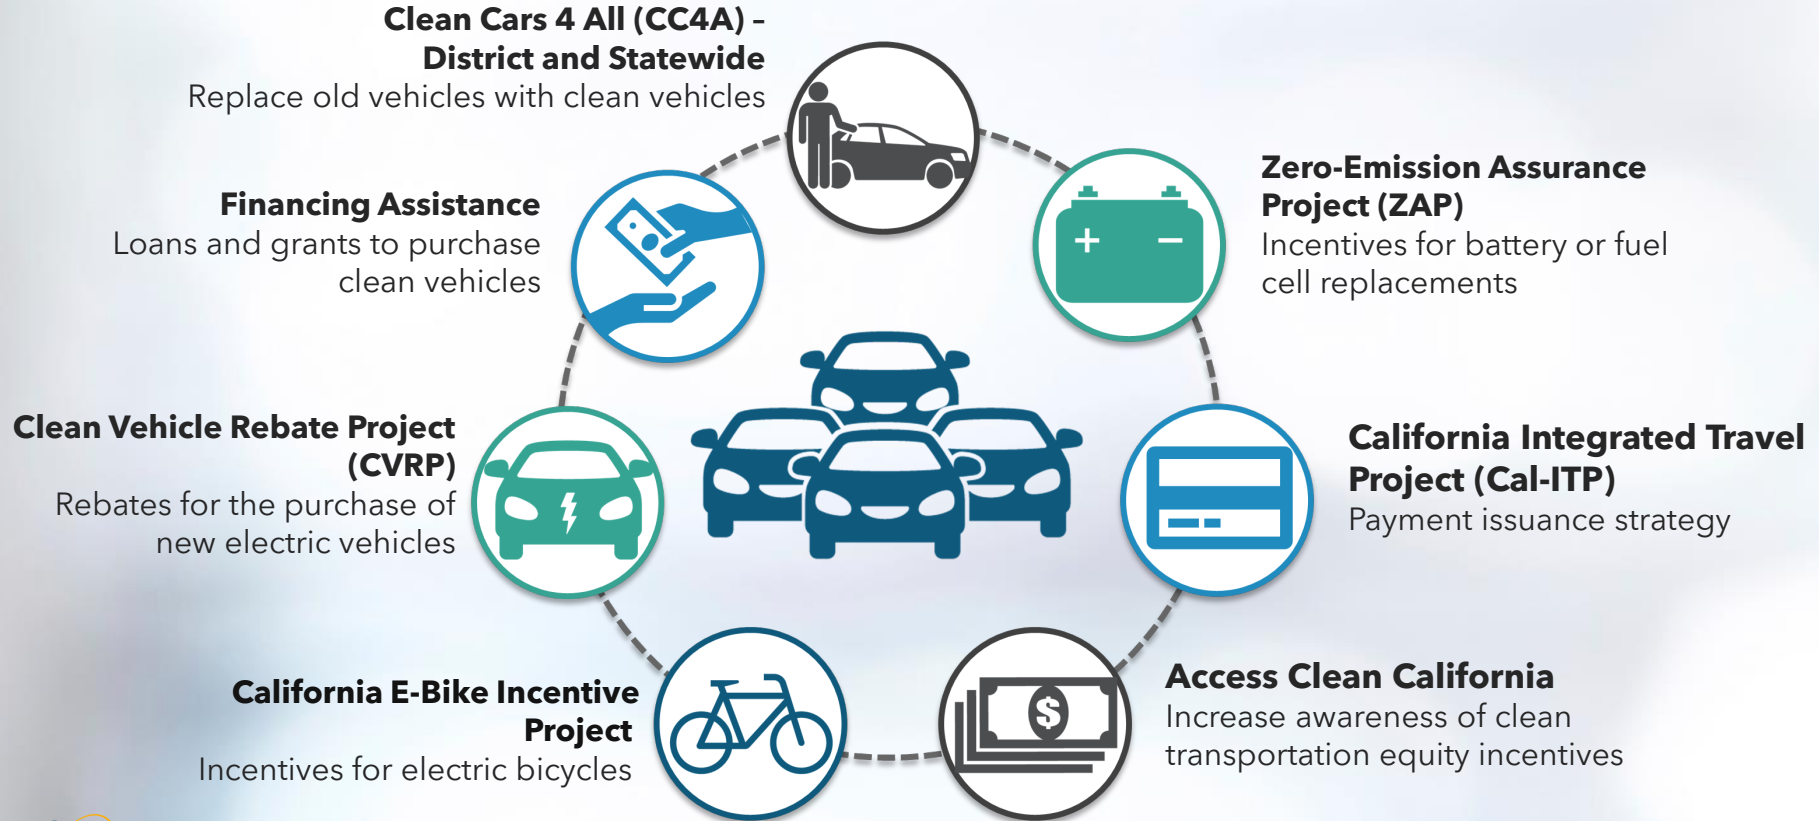 Clean Cars 4 All (CC4A) –
District and Statewide
Replace old vehicles with clean vehicles
Zero-Emission Assurance
Project (ZAP)
Incentives for battery or fuel
cell replacements
California Integrated Travel
Project (Cal-ITP)
Payment issuance strategy
Access Clean California
Increase awareness of clean
transportation equity incentives
California E-Bike Incentive
Project
Incentives for electric bicycles
Clean Vehicle Rebate Project
(CVRP)
Rebates for the purchase of
new electric vehicles
Financing Assistance
Loans and grants to purchase
clean vehicles
+ −
$